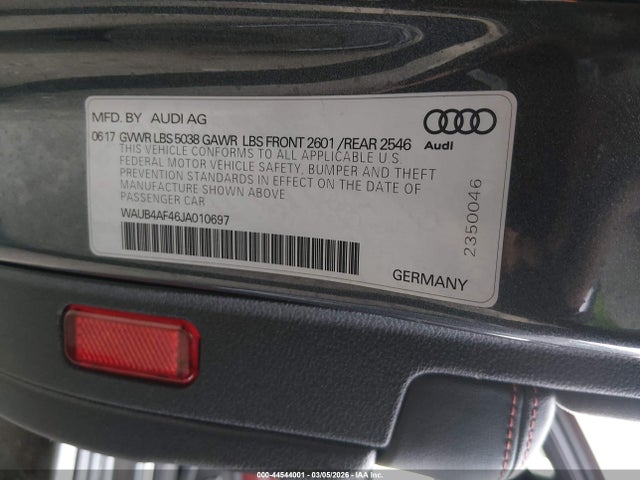 MFD. BY AUDI AG
0617 GVWR LBS 5038 GAWR LBS FRONT 2601 /REAR 2546
THIS VEHICLE CONFORMS TO ALL APPLICABLE U.S.
FEDERAL MOTOR VEHICLE SAFETY, BUMPER AND THEFT
PREVENTION STANDARDS IN EFFECT ON THE DATE OF
MANUFACTURE SHOWN ABOVE
PASSENGER CAR
WAUB4AF46JA010697
Audi
2350046
GERMANY
000-44544001 - 03/05/2026 - IAA Inc.